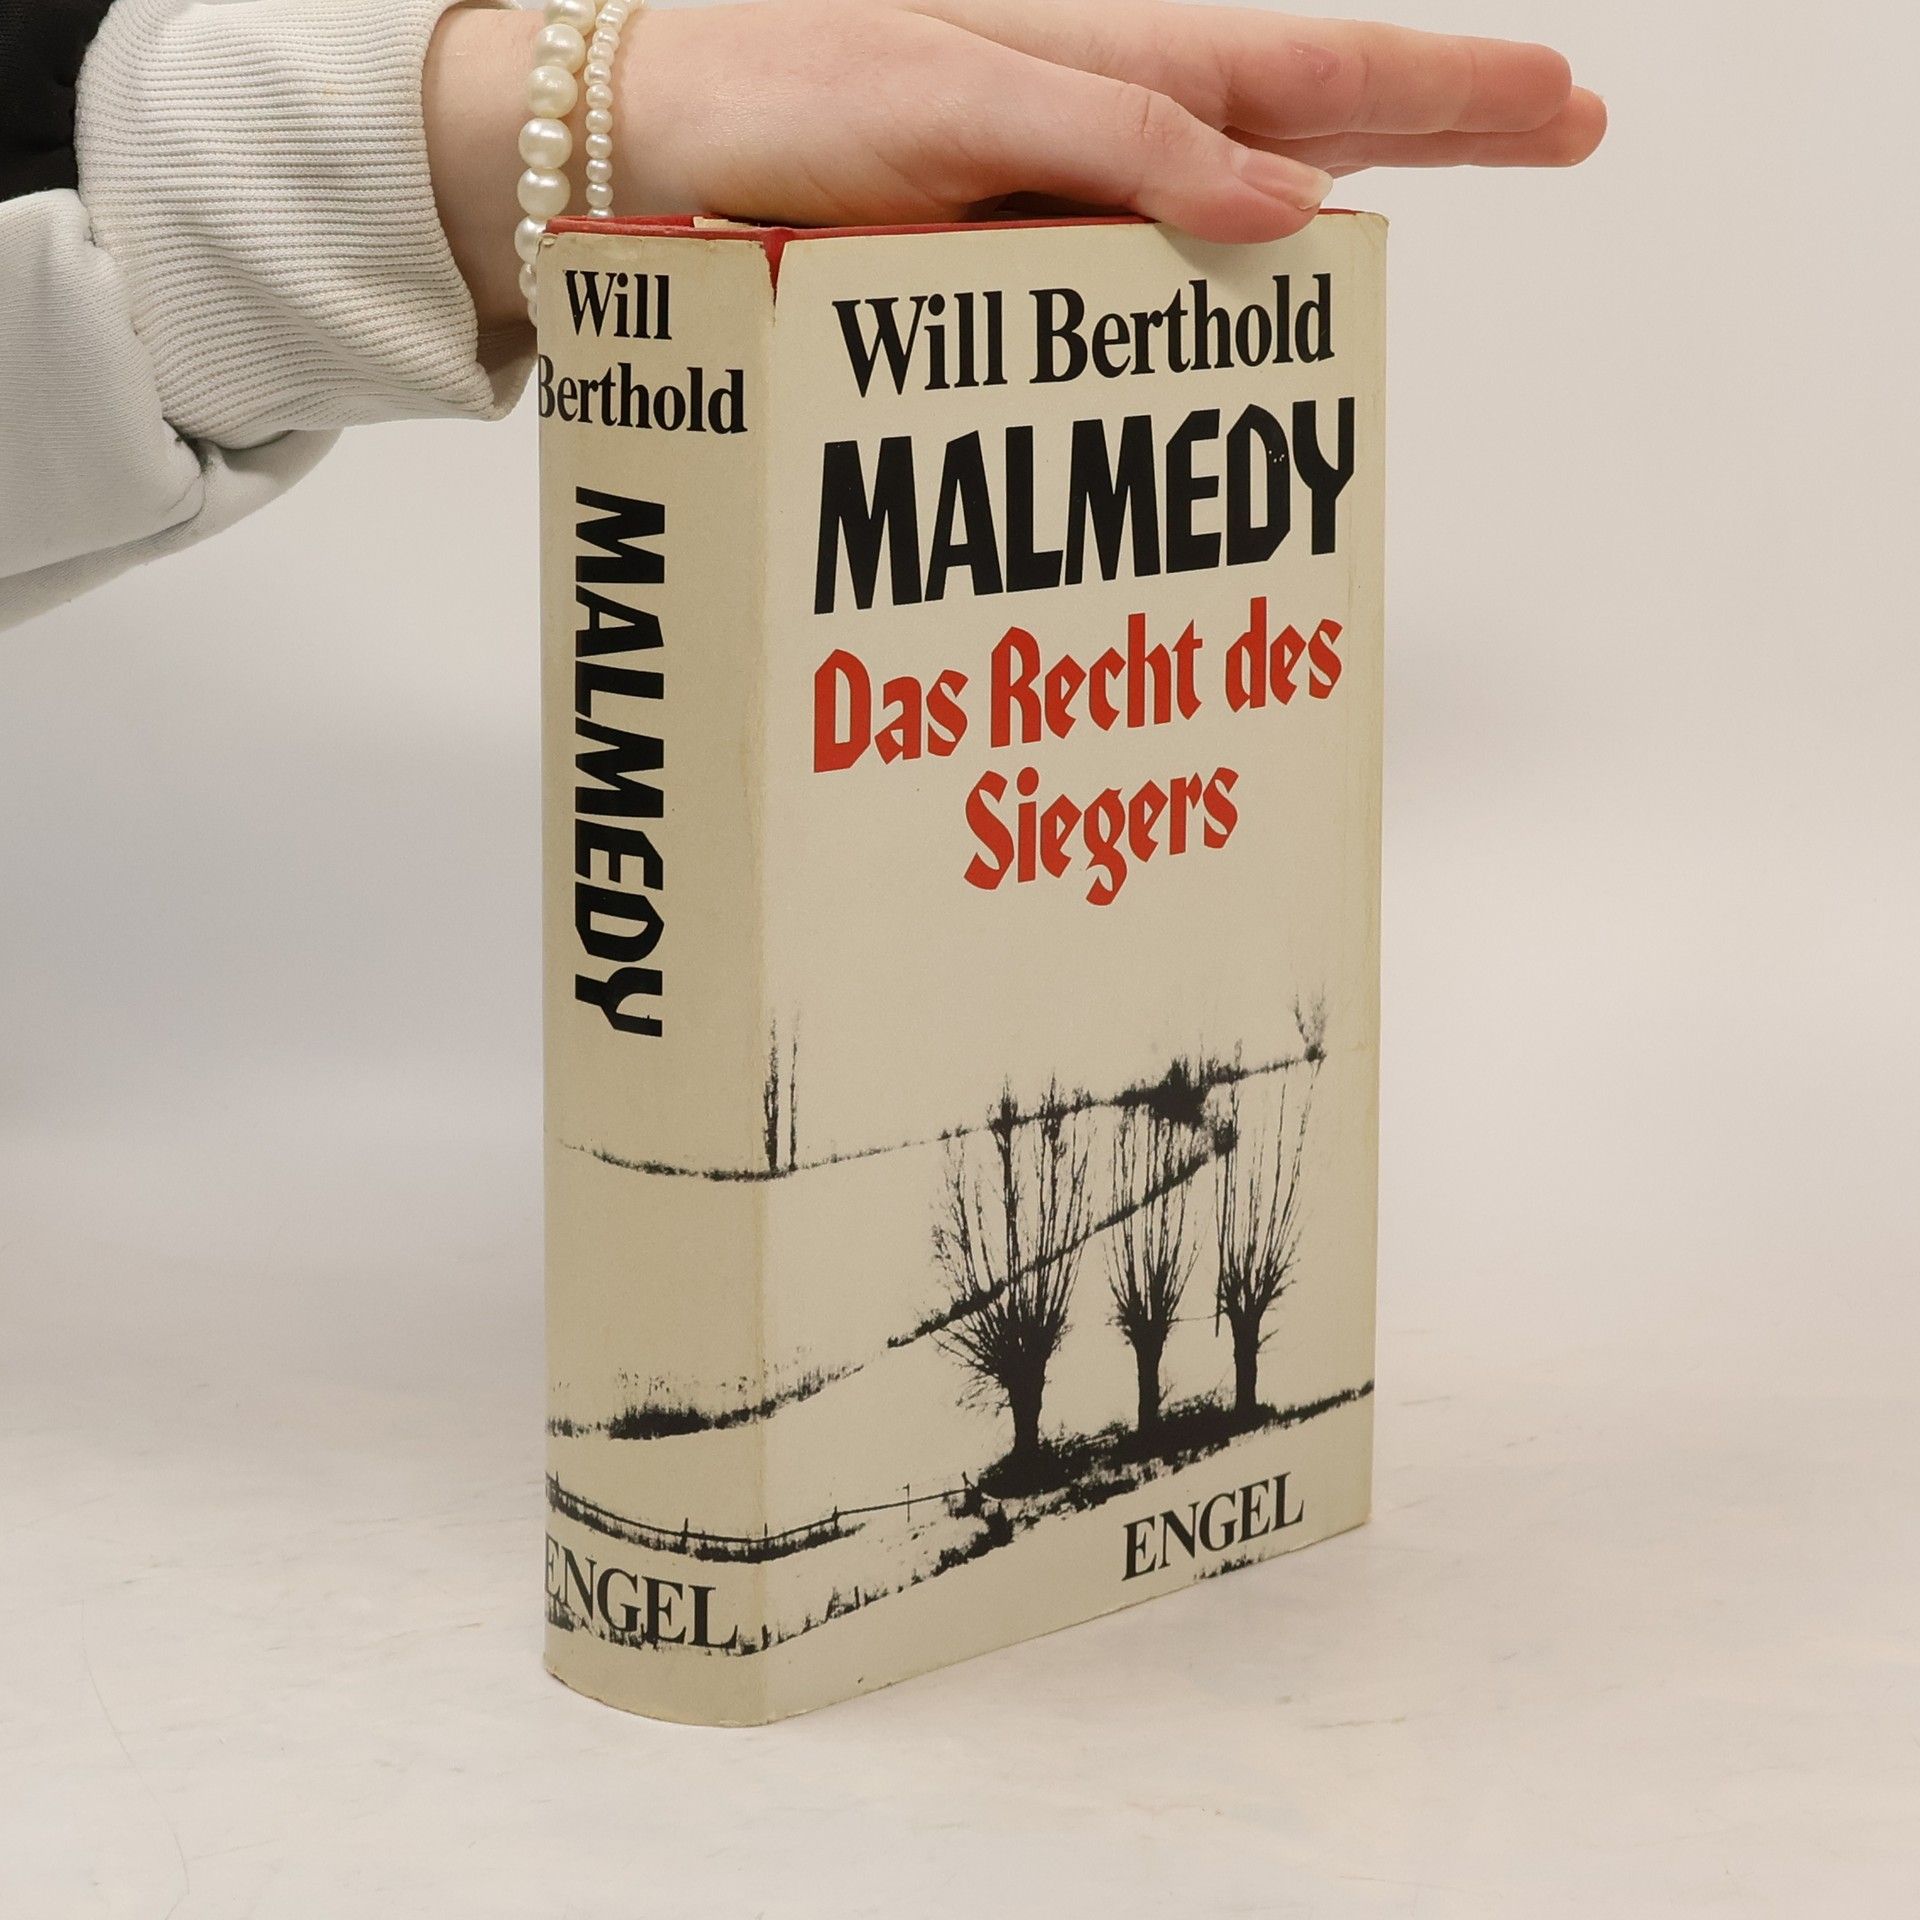 Will
Berthold
MALMEDY
ENGEL
Will Berthold
MALMEDY
Das Recht des
Siegers
ENGEL